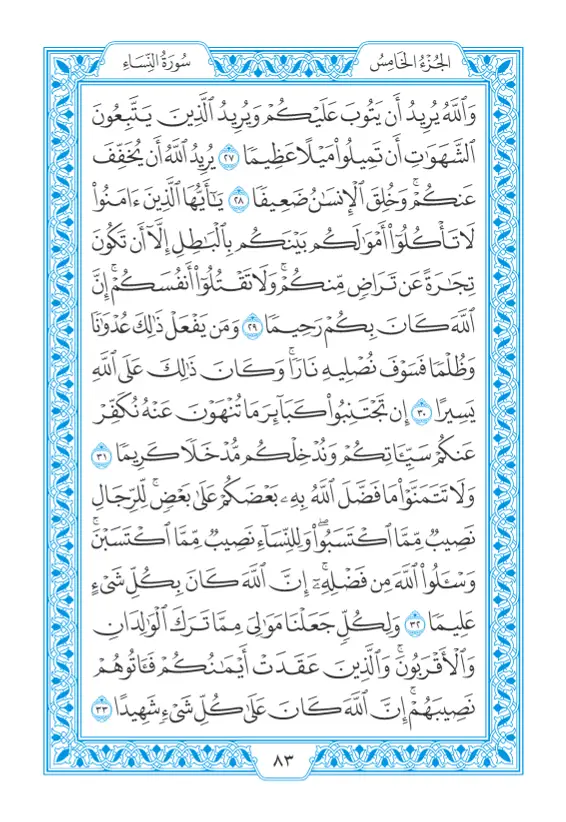 الجُزْءُ الخَامِسُ
سُورَةُ النِّسَاءِ
وَٱللَّهُ يُرِيدُ أَن يَتُوبَ عَلَيۡكُمۡ وَيُرِيدُ ٱلَّذِينَ يَتَّبِعُونَ
ٱلشَّهَوَٰتِ أَن تَمِيلُواْ مَيۡلًا عَظِيمٗا ٢٧ يُرِيدُ ٱللَّهُ أَن يُخَفِّفَ
عَنكُمۡۚ وَخُلِقَ ٱلۡإِنسَٰنُ ضَعِيفٗا ٢٨ يَٰٓأَيُّهَا ٱلَّذِينَ ءَامَنُواْ
لَا تَأۡكُلُوٓاْ أَمۡوَٰلَكُم بَيۡنَكُم بِٱلۡبَٰطِلِ إِلَّآ أَن تَكُونَ
تِجَٰرَةً عَن تَرَاضٖ مِّنكُمۡۚ وَلَا تَقۡتُلُوٓاْ أَنفُسَكُمۡۚ إِنَّ
ٱللَّهَ كَانَ بِكُمۡ رَحِيمٗا ٢٩ وَمَن يَفۡعَلۡ ذَٰلِكَ عُدۡوَٰنٗا
وَظُلۡمٗا فَسَوۡفَ نُصۡلِيهِ نَارٗاۚ وَكَانَ ذَٰلِكَ عَلَى ٱللَّهِ
يَسِيرًا ٣٠ إِن تَجۡتَنِبُواْ كَبَآئِرَ مَا تُنۡهَوۡنَ عَنۡهُ نُكَفِّرۡ
عَنكُمۡ سَيِّـَٔاتِكُمۡ وَنُدۡخِلۡكُم مُّدۡخَلٗا كَرِيمٗا ٣١
وَلَا تَتَمَنَّوۡاْ مَا فَضَّلَ ٱللَّهُ بِهِۦ بَعۡضَكُمۡ عَلَىٰ بَعۡضٖۚ لِّلرِّجَالِ
نَصِيبٞ مِّمَّا ٱكۡتَسَبُواْۖ وَلِلنِّسَآءِ نَصِيبٞ مِّمَّا ٱكۡتَسَبۡنَۚ
وَسۡـَٔلُواْ ٱللَّهَ مِن فَضۡلِهِۦٓۚ إِنَّ ٱللَّهَ كَانَ بِكُلِّ شَيۡءٍ
عَلِيمٗا ٣٢ وَلِكُلّٖ جَعَلۡنَا مَوَٰلِيَ مِمَّا تَرَكَ ٱلۡوَٰلِدَانِ
وَٱلۡأَقۡرَبُونَۚ وَٱلَّذِينَ عَقَدَتۡ أَيۡمَٰنُكُمۡ فَـَٔاتُوهُمۡ
نَصِيبَهُمۡۚ إِنَّ ٱللَّهَ كَانَ عَلَىٰ كُلِّ شَيۡءٖ شَهِيدًا ٣٣
٨٣